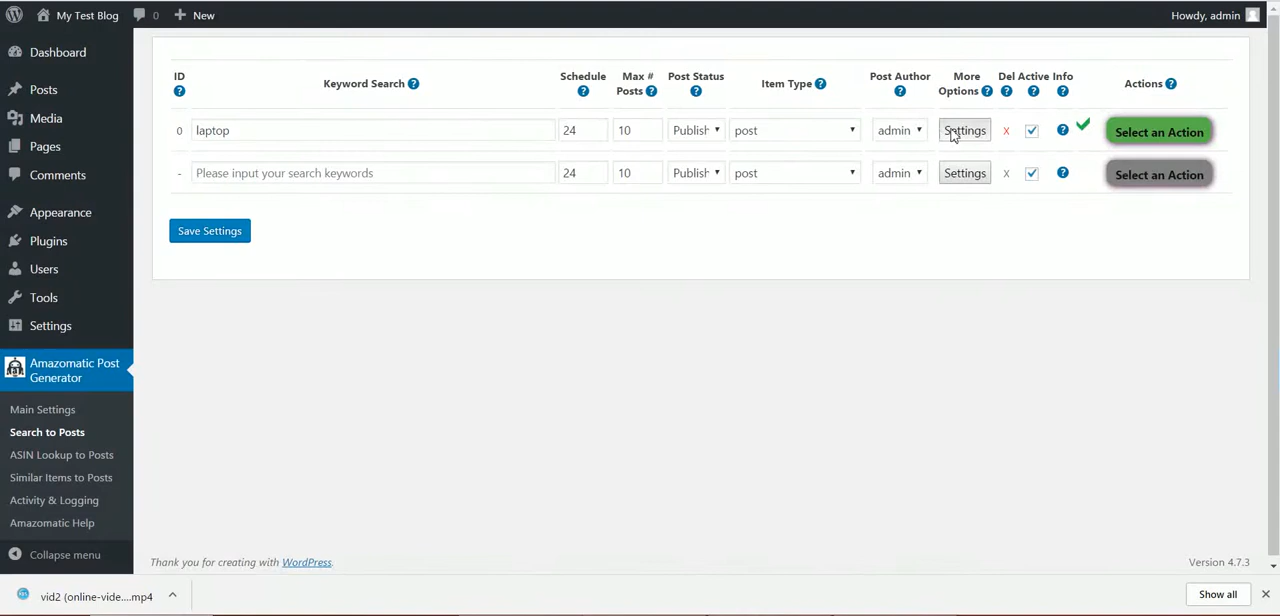 My Test Blog 0 New Howdy, admin
Dashboard
Posts
Media
Pages
Comments
Appearance
Plugins
Users
Tools
Settings
Amazomatic Post
Generator
Main Settings
Search to Posts
ASIN Lookup to Posts
Similar Items to Posts
Activity & Logging
Amazomatic Help
Collapse menu
ID ? Keyword Search ? Schedule ? Max # Posts ? Post Status ? Item Type ? Post Author ? More Options ? Del ? Active ? Info ? Actions ?
0 laptop 24 10 Publish post admin Settings X ? Select an Action
- Please input your search keywords 24 10 Publish post admin Settings X ? Select an Action
Save Settings
Thank you for creating with WordPress. Version 4.7.3
vid2 (online-vide....mp4 Show all